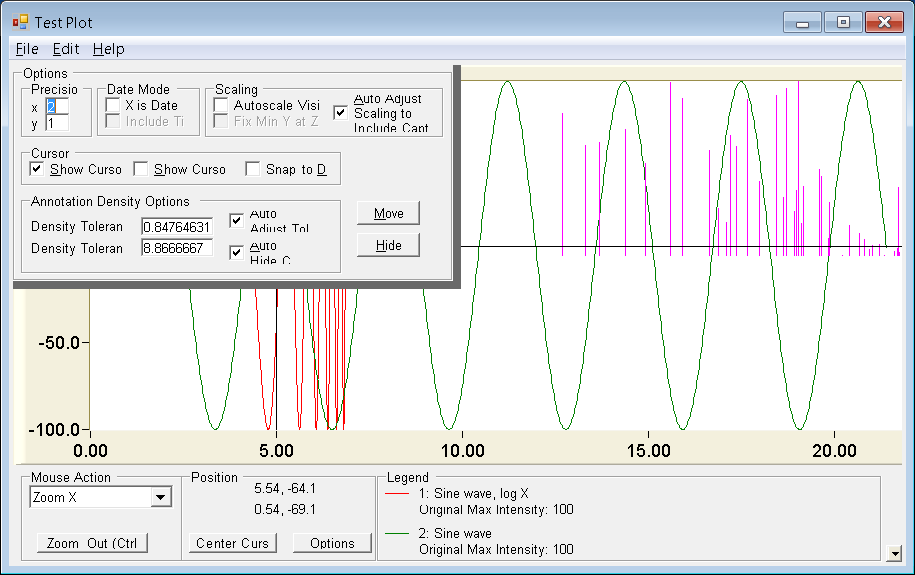 Test Plot
File Edit Help
Options
Precisio
x 2
y 1
Date Mode
X is Date
Include Ti
Scaling
Autoscale Visi
Fix Min Y at Z
Auto Adjust
Scaling to
Include Capt
Cursor
Show Curso
Show Curso
Snap to D
Annotation Density Options
Density Toleran 0.84764631
Density Toleran 8.8666667
Auto
Adjust Tol
Auto
Hide C
Move
Hide
-50.0
-100.0
0.00 5.00 10.00 15.00 20.00
Mouse Action
Zoom X
Zoom Out (Ctrl
Position
5.54, -64.1
0.54, -69.1
Center Curs
Options
Legend
1: Sine wave, log X
Original Max Intensity: 100
2: Sine wave
Original Max Intensity: 100